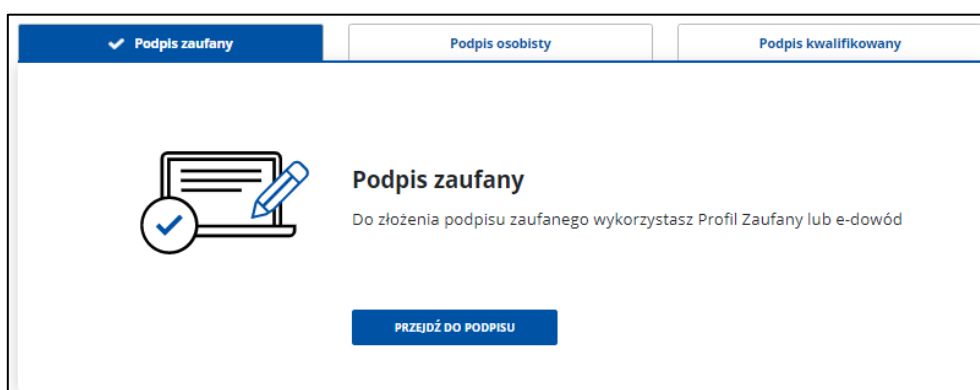 Podpis zaufany
Podpis osobisty
Podpis kwalifikowany
Podpis zaufany
Do złożenia podpisu zaufanego wykorzystasz Profil Zaufany lub e-dowód
PRZEJDŹ DO PODPISU